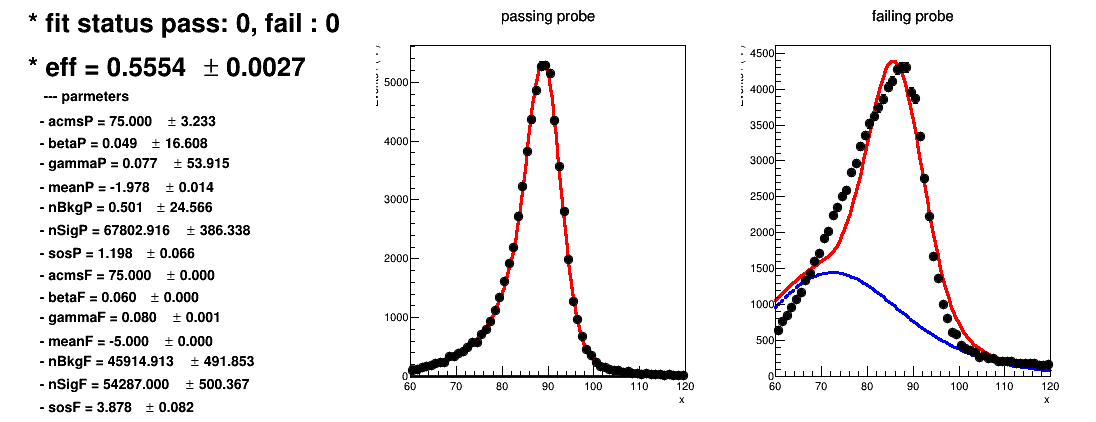 * fit status pass: 0, fail : 0
* eff = 0.5554 ± 0.0027
--- parmeters
- acmsP = 75.000 ± 3.233
- betaP = 0.049 ± 16.608
- gammaP = 0.077 ± 53.915
- meanP = -1.978 ± 0.014
- nBkgP = 0.501 ± 24.566
- nSigP = 67802.916 ± 386.338
- sosP = 1.198 ± 0.066
- acmsF = 75.000 ± 0.000
- betaF = 0.060 ± 0.000
- gammaF = 0.080 ± 0.001
- meanF = -5.000 ± 0.000
- nBkgF = 45914.913 ± 491.853
- nSigF = 54287.000 ± 500.367
- sosF = 3.878 ± 0.082
passing probe
5000
4000
3000
2000
1000
0
60 70 80 90 100 110 120
x
failing probe
4500
4000
3500
3000
2500
2000
1500
1000
500
0
60 70 80 90 100 110 120
x